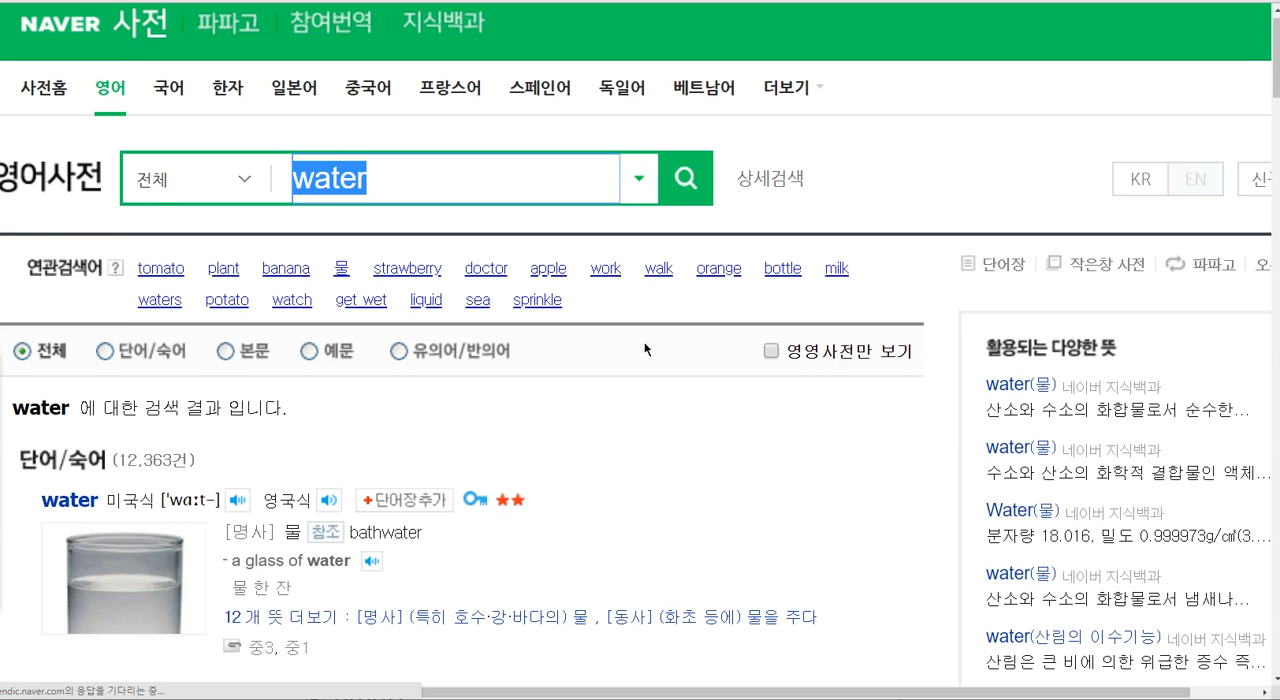 NAVER 사전 파파고 참여번역 지식백과
사전홈 영어 국어 한자 일본어 중국어 프랑스어 스페인어 독일어 베트남어 더보기
영어사전 전체 water 상세검색 KR EN
연관검색어 ? tomato plant banana 물 strawberry doctor apple work walk orange bottle milk
waters potato watch get wet liquid sea sprinkle
단어장 작은창 사전 파파고 오
전체 단어/숙어 본문 예문 유의어/반의어 영영사전만 보기
water 에 대한 검색 결과 입니다.
단어/숙어 (12,363건)
water 미국식 ['wɑːt-] 영국식 +단어장추가
[명사] 물 참조 bathwater
- a glass of water
물 한 잔
12개 뜻 더보기 : [명사] (특히 호수·강·바다의) 물 , [동사] (화초 등에) 물을 주다
중3, 중1
활용되는 다양한 뜻
water(물) 네이버 지식백과
산소와 수소의 화합물로서 순수한...
water(물) 네이버 지식백과
수소와 산소의 화학적 결합물인 액체...
Water(물) 네이버 지식백과
분자량 18.016, 밀도 0.999973g/㎤(3....
water(물) 네이버 지식백과
산소와 수소의 화합물로서 냄새나...
water(산림의 이수기능) 네이버 지식백과
산림은 큰 비에 의한 위급한 증수 즉...
endic.naver.com의 응답을 기다리는 중...